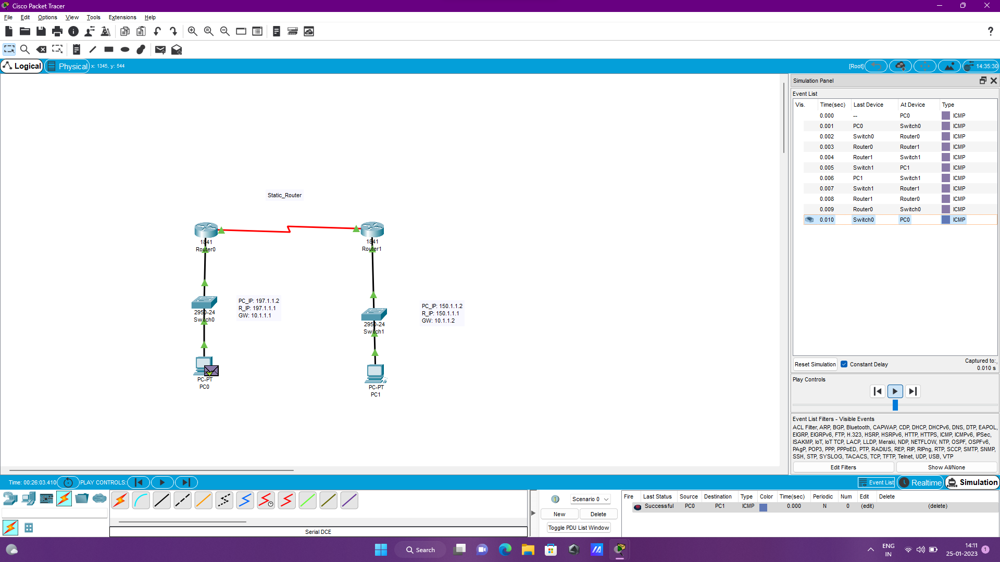 Cisco Packet Tracer
File Edit Options View Tools Extensions Help
Logical Physical x: 1345, y: 544 [Root] 14:35:30
Simulation Panel
Event List
Vis. Time(sec) Last Device At Device Type
0.000 -- PC0 ICMP
0.001 PC0 Switch0 ICMP
0.002 Switch0 Router0 ICMP
0.003 Router0 Router1 ICMP
0.004 Router1 Switch1 ICMP
0.005 Switch1 PC1 ICMP
0.006 PC1 Switch1 ICMP
0.007 Switch1 Router1 ICMP
0.008 Router1 Router0 ICMP
0.009 Router0 Switch0 ICMP
0.010 Switch0 PC0 ICMP
Static_Router
1841
Router0
1841
Router1
2950-24
Switch0
PC_IP: 197.1.1.2
R_IP: 197.1.1.1
GW: 10.1.1.1
2950-24
Switch1
PC_IP: 150.1.1.2
R_IP: 150.1.1.1
GW: 10.1.1.2
PC-PT
PC0
PC-PT
PC1
Reset Simulation Constant Delay Captured to:
0.010 s
Play Controls
Event List Filters - Visible Events
ACL Filter, ARP, BGP, Bluetooth, CAPWAP, CDP, DHCP, DHCPv6, DNS, DTP, EAPOL,
EIGRP, EIGRPv6, FTP, H.323, HSRP, HSRPv6, HTTP, HTTPS, ICMP, ICMPv6, IPSec,
ISAKMP, IoT, IoT TCP, LACP, LLDP, Meraki, NDP, NETFLOW, NTP, OSPF, OSPFv6,
PAgP, POP3, PPP, PPPoED, PTP, RADIUS, REP, RIP, RIPng, RTP, SCCP, SMTP, SNMP,
SSH, STP, SYSLOG, TACACS, TCP, TFTP, Telnet, UDP, USB, VTP
Edit Filters Show All/None
Time: 00:26:03.410 PLAY CONTROLS: Event List Realtime Simulation
Scenario 0
New Delete
Toggle PDU List Window
Fire Last Status Source Destination Type Color Time(sec) Periodic Num Edit Delete
Successful PC0 PC1 ICMP 0.000 N 0 (edit) (delete)
Serial DCE
Search
ENG
IN
14:11
25-01-2023
1